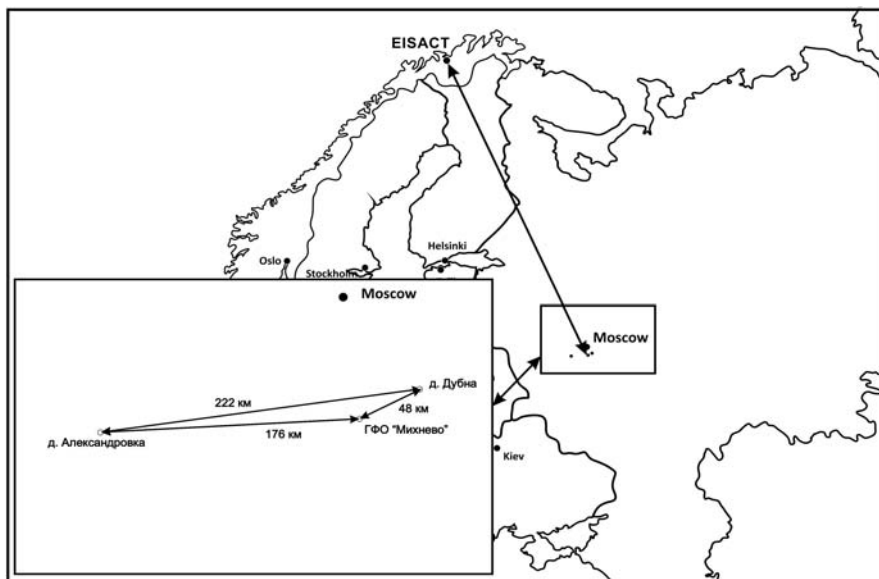 EISACT
Helsinki
Oslo
Stockholm
Moscow
Moscow
д. Дубна
222 км
48 км
ГФО "Михнево"
176 км
д. Александровка
Kiev